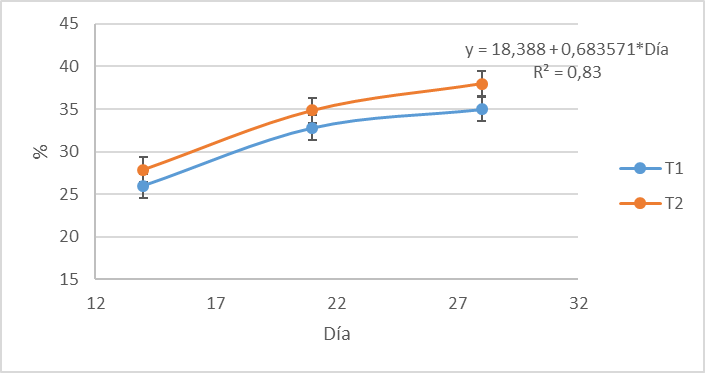 45
40
35
30
25
20
15
%
y = 18,388 + 0,683571*Día
R² = 0,83
T1
T2
12 17 22 27 32
Día